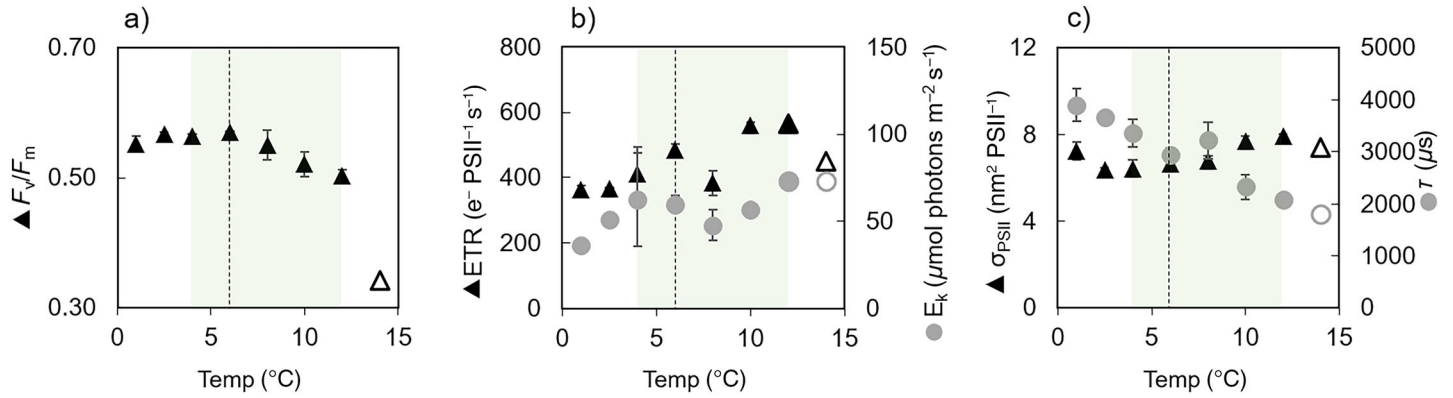 a)
0.70
0.50
0.30
▲ Fv/Fm
0 5 10 15
Temp (°C)
b)
800
600
400
200
0
▲ ETR (e⁻ PSII⁻¹ s⁻¹)
150
100
50
0
● Ek (µmol photons m⁻² s⁻¹)
0 5 10 15
Temp (°C)
c)
12
8
4
0
▲ σPSII (nm² PSII⁻¹)
5000
4000
3000
2000
1000
0
● τ (µs)
0 5 10 15
Temp (°C)